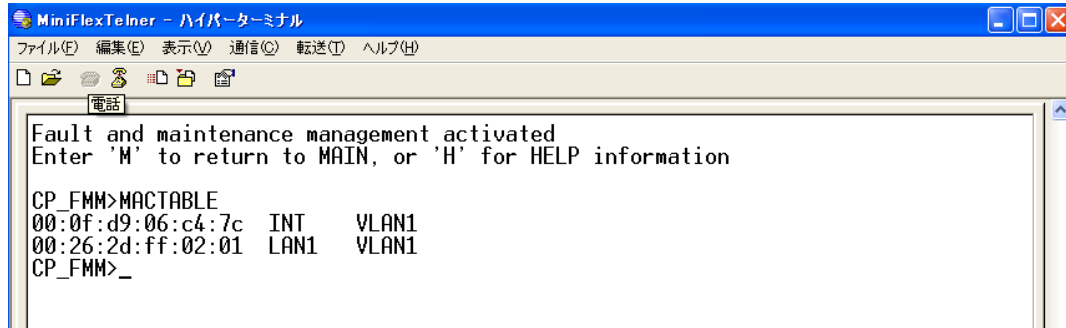 MiniFlexTelner - ハイパーターミナル
ファイル(F) 編集(E) 表示(V) 通信(C) 転送(T) ヘルプ(H)
電話
Fault and maintenance management activated
Enter 'M' to return to MAIN, or 'H' for HELP information
CP_FMM>MACTABLE
00:0f:d9:06:c4:7c INT VLAN1
00:26:2d:ff:02:01 LAN1 VLAN1
CP_FMM>_